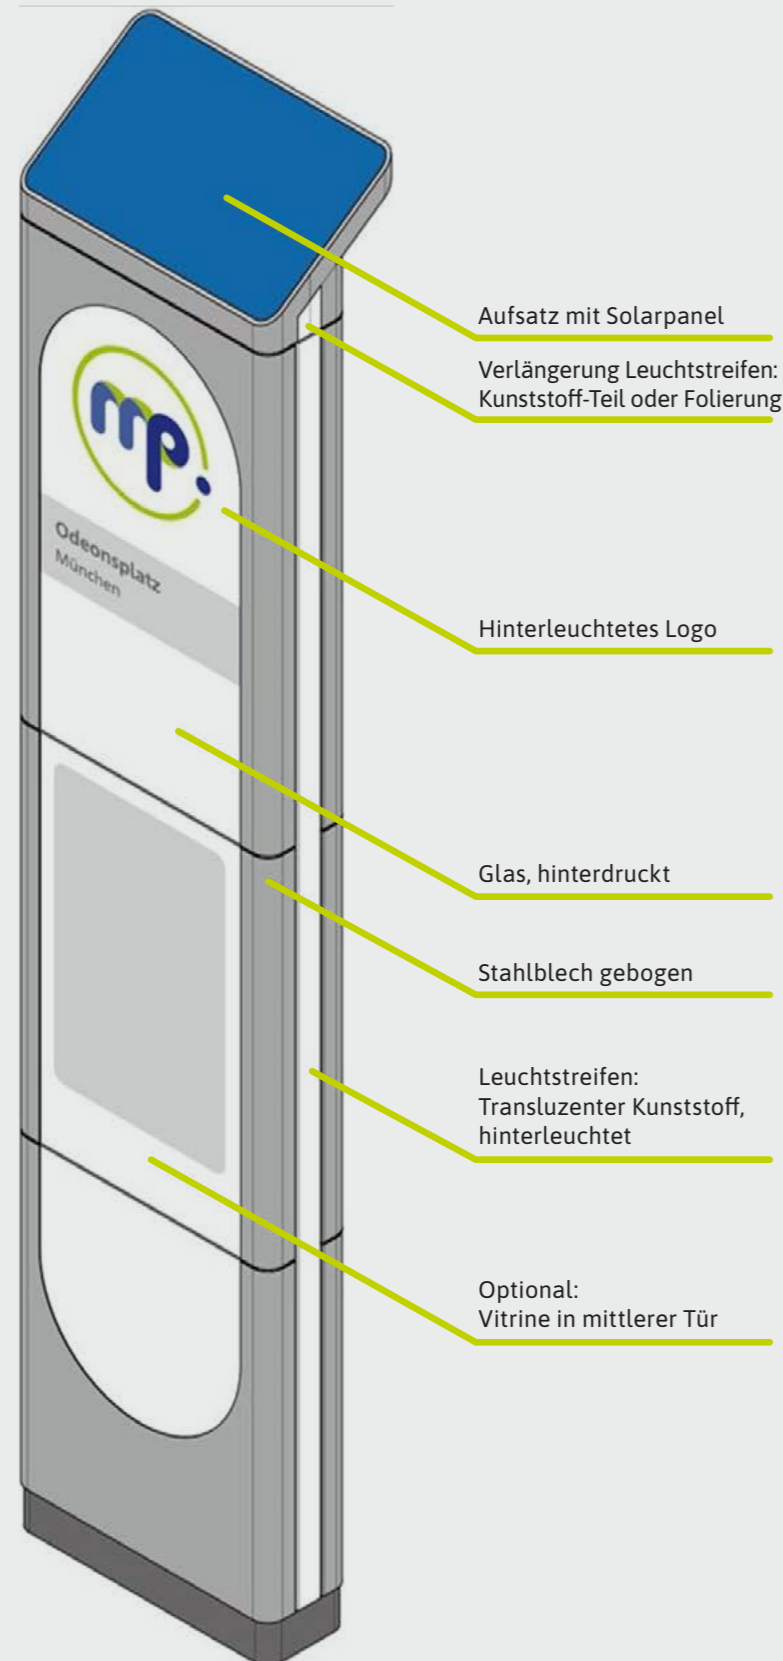 mp.
Odeonsplatz
München
Aufsatz mit Solarpanel
Verlängerung Leuchtstreifen:
Kunststoff-Teil oder Folierung
Hinterleuchtetes Logo
Glas, hinterdruckt
Stahlblech gebogen
Leuchtstreifen:
Transluzenter Kunststoff,
hinterleuchtet
Optional:
Vitrine in mittlerer Tür